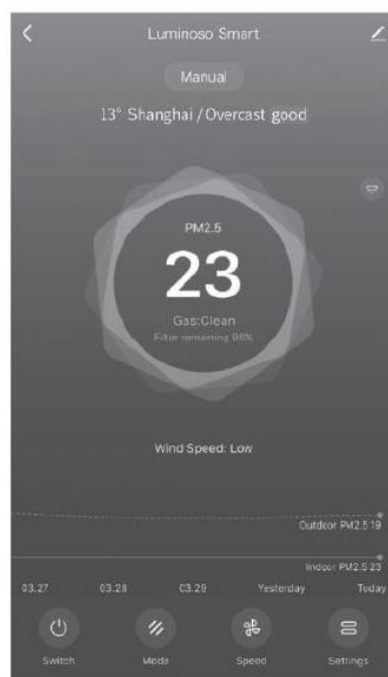 Luminoso Smart
Manual
13° Shanghai /Overcast good
PM2.5
23
Gas:Clean
Filter remaining 96%
Wind Speed: Low
Outdoor PM2.5 19
Indoor PM2.5 23
03.27 03.28 03.29 Yesterday Today
Switch Mode Speed Settings